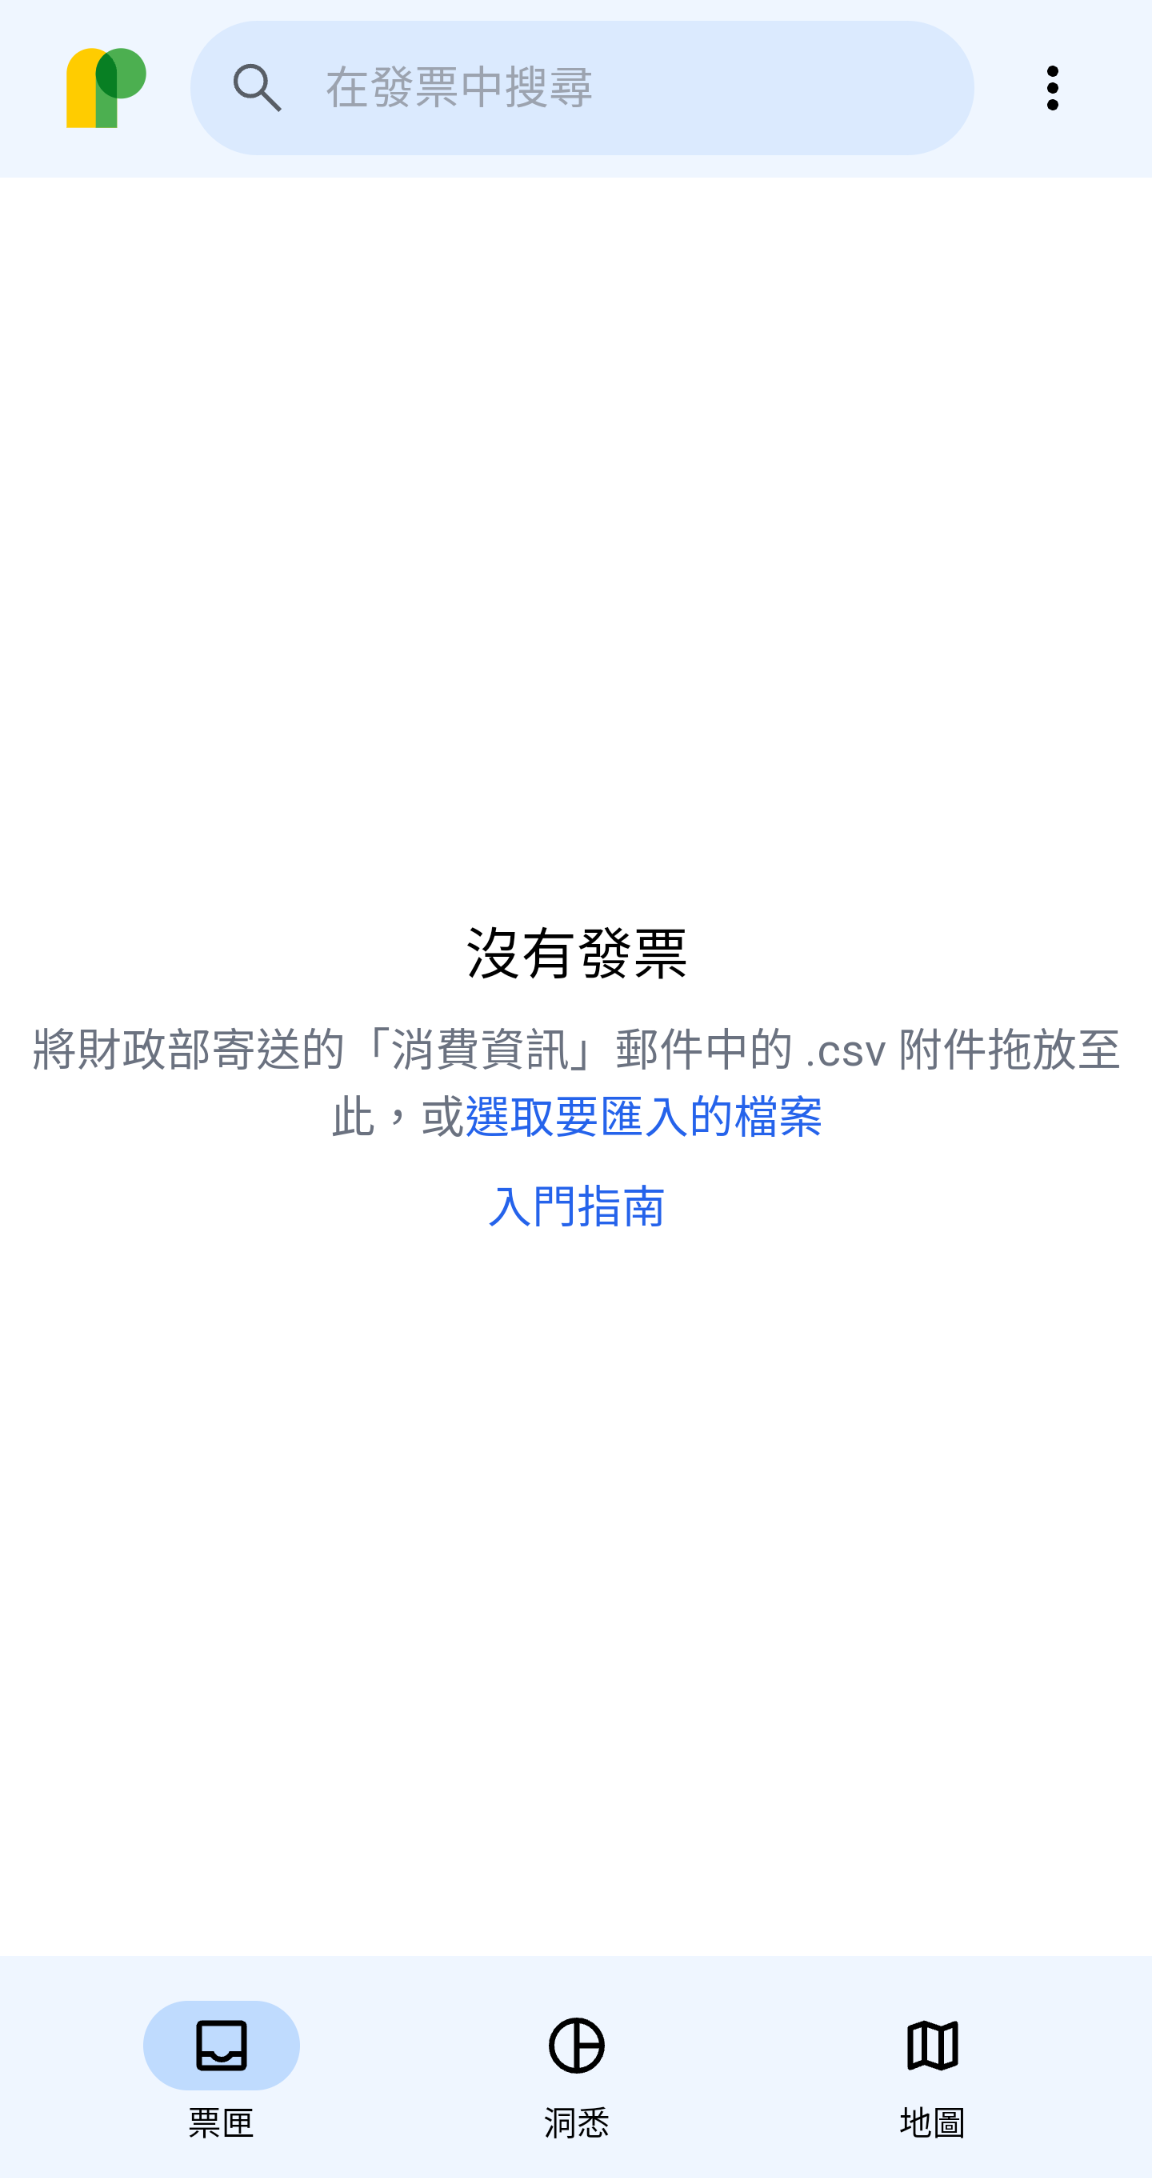 在發票中搜尋
沒有發票
將財政部寄送的「消費資訊」郵件中的 .csv 附件拖放至
此，或選取要匯入的檔案
入門指南
票匣
洞悉
地圖